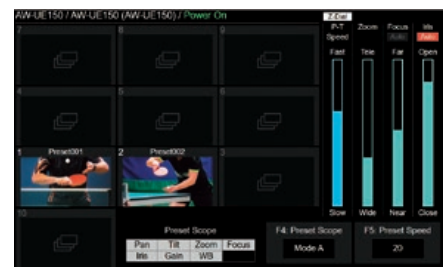 AW-UE150 / AW-UE150 (AW-UE150) / Power On
Z-Dial
P-T Speed
Zoom
Focus
Iris
Auto
Auto
Fast
Tele
Far
Open
7
8
9
4
5
6
1 Preset001
2 Preset002
3
Slow
Wide
Near
Close
10
Preset Scope
Pan Tilt Zoom Focus
Iris Gain WB
F4: Preset Scope
Mode A
F5: Preset Speed
20